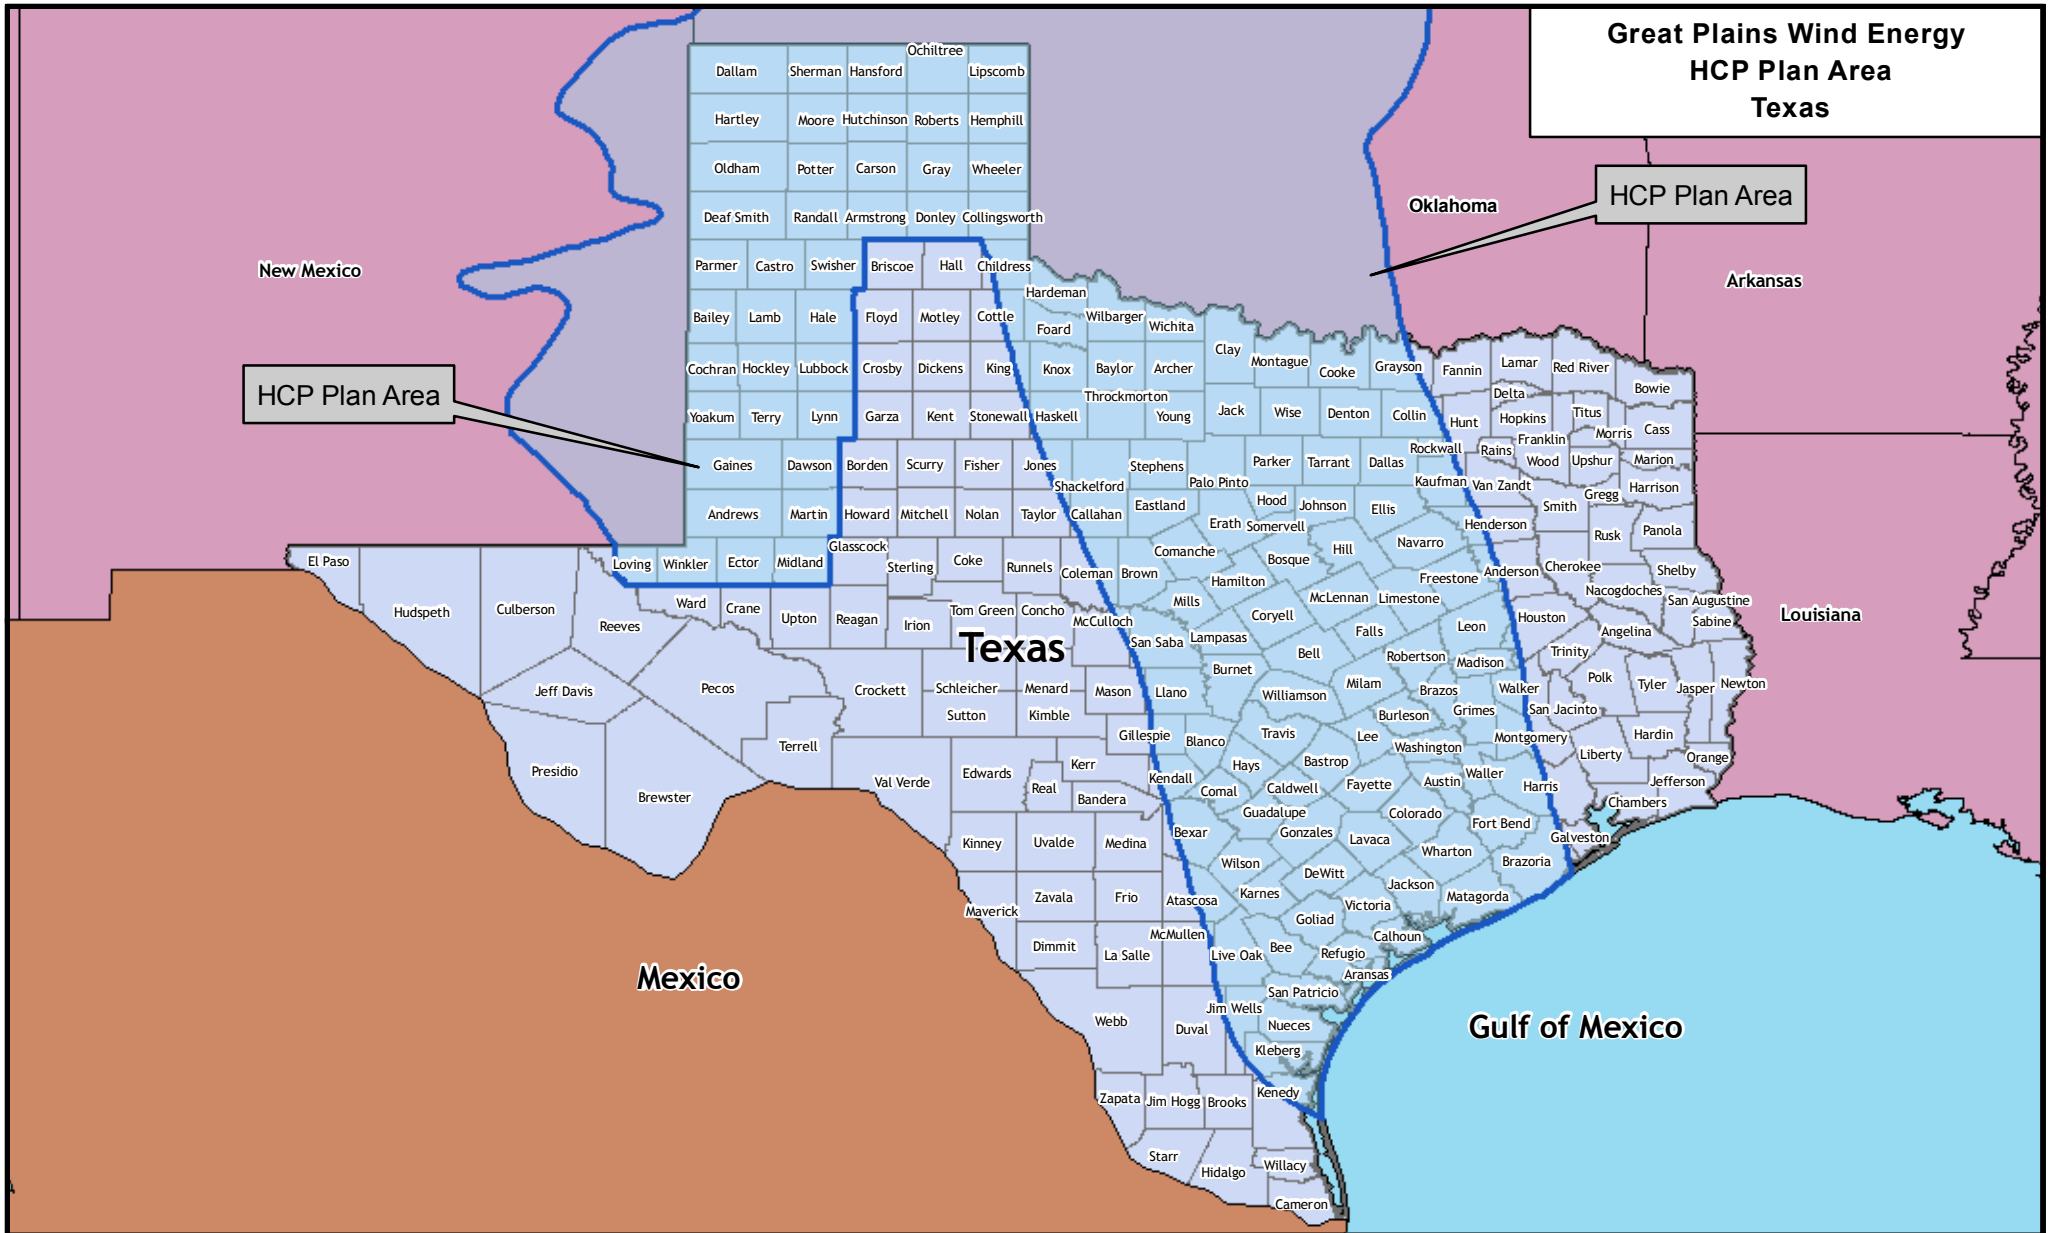 Great Plains Wind Energy
HCP Plan Area
Texas
Ochiltree
Dallam Sherman Hansford Lipscomb
Hartley Moore Hutchinson Roberts Hemphill
Oldham Potter Carson Gray Wheeler
HCP Plan Area
Oklahoma
Deaf Smith Randall Armstrong Donley Collingsworth
New Mexico
Parmer Castro Swisher Briscoe Hall Childress
Arkansas
Hardeman
Bailey Lamb Hale Floyd Motley Cottle Foard Wilbarger Wichita
HCP Plan Area
Cochran Hockley Lubbock Crosby Dickens King Knox Baylor Archer Clay Montague Cooke Grayson Fannin Lamar Red River Bowie
Throckmorton Delta
Yoakum Terry Lynn Garza Kent Stonewall Haskell Young Jack Wise Denton Collin Hunt Hopkins Titus Cass
Franklin Morris
Gaines Dawson Borden Scurry Fisher Jones Stephens Parker Tarrant Dallas Rockwall Rains Wood Upshur Marion
Shackelford Palo Pinto Kaufman Van Zandt Gregg Harrison
Andrews Martin Howard Mitchell Nolan Taylor Callahan Eastland Hood Johnson Ellis Smith
Erath Somervell Henderson Rusk Panola
Glasscock Comanche Hill Navarro
El Paso Loving Winkler Ector Midland Sterling Coke Runnels Coleman Brown Bosque Anderson Cherokee Shelby
Hamilton Freestone Nacogdoches
Hudspeth Culberson Ward Crane Tom Green Concho Mills McLennan Limestone San Augustine
Reeves Upton Reagan Irion McCulloch Coryell Houston Sabine
Louisiana
Texas
San Saba Lampasas Falls Leon Angelina
Bell Robertson Madison Trinity
Jeff Davis Pecos Crockett Schleicher Menard Mason Llano Burnet Williamson Milam Brazos Walker Polk Tyler Jasper Newton
Sutton Kimble Burleson Grimes San Jacinto
Terrell Gillespie Blanco Travis Lee Washington Montgomery Hardin
Presidio Val Verde Edwards Kerr Kendall Hays Bastrop Waller Liberty Orange
Brewster Real Bandera Comal Caldwell Fayette Austin Harris Jefferson
Guadalupe Colorado Chambers
Kinney Uvalde Medina Bexar Gonzales Lavaca Fort Bend Galveston
Wilson Wharton Brazoria
Zavala Frio Atascosa Karnes DeWitt Jackson Matagorda
Maverick Goliad Victoria
Dimmit La Salle McMullen Live Oak Bee Refugio Calhoun
Aransas
Mexico
San Patricio
Webb Duval Jim Wells Nueces
Gulf of Mexico
Kleberg
Zapata Jim Hogg Brooks Kenedy
Starr Hidalgo Willacy
Cameron